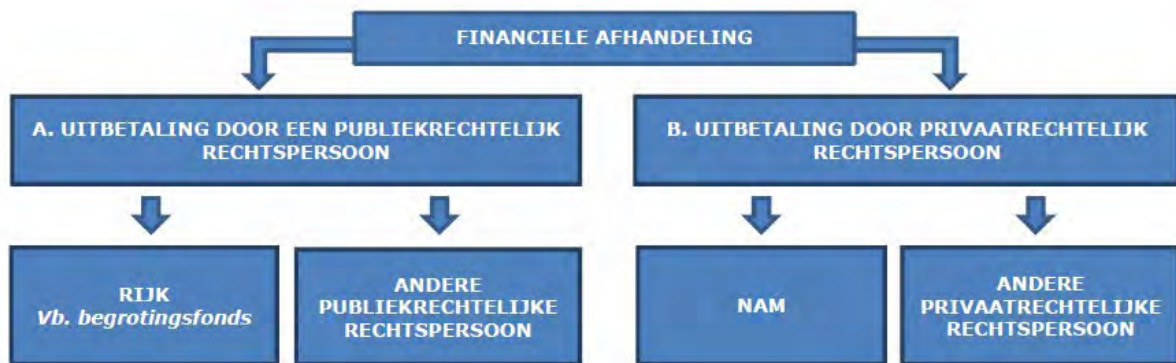 FINANCIELE AFHANDELING
A. UITBETALING DOOR EEN PUBLIEKRECHTELIJK
RECHTSPERSOON
B. UITBETALING DOOR PRIVAATRECHTELIJK
RECHTSPERSOON
RIJK
Vb. begrotingsfonds
ANDERE
PUBLIEKRECHTELIJKE
RECHTSPERSOON
NAM
ANDERE
PRIVAATRECHTELIJKE
RECHTSPERSOON